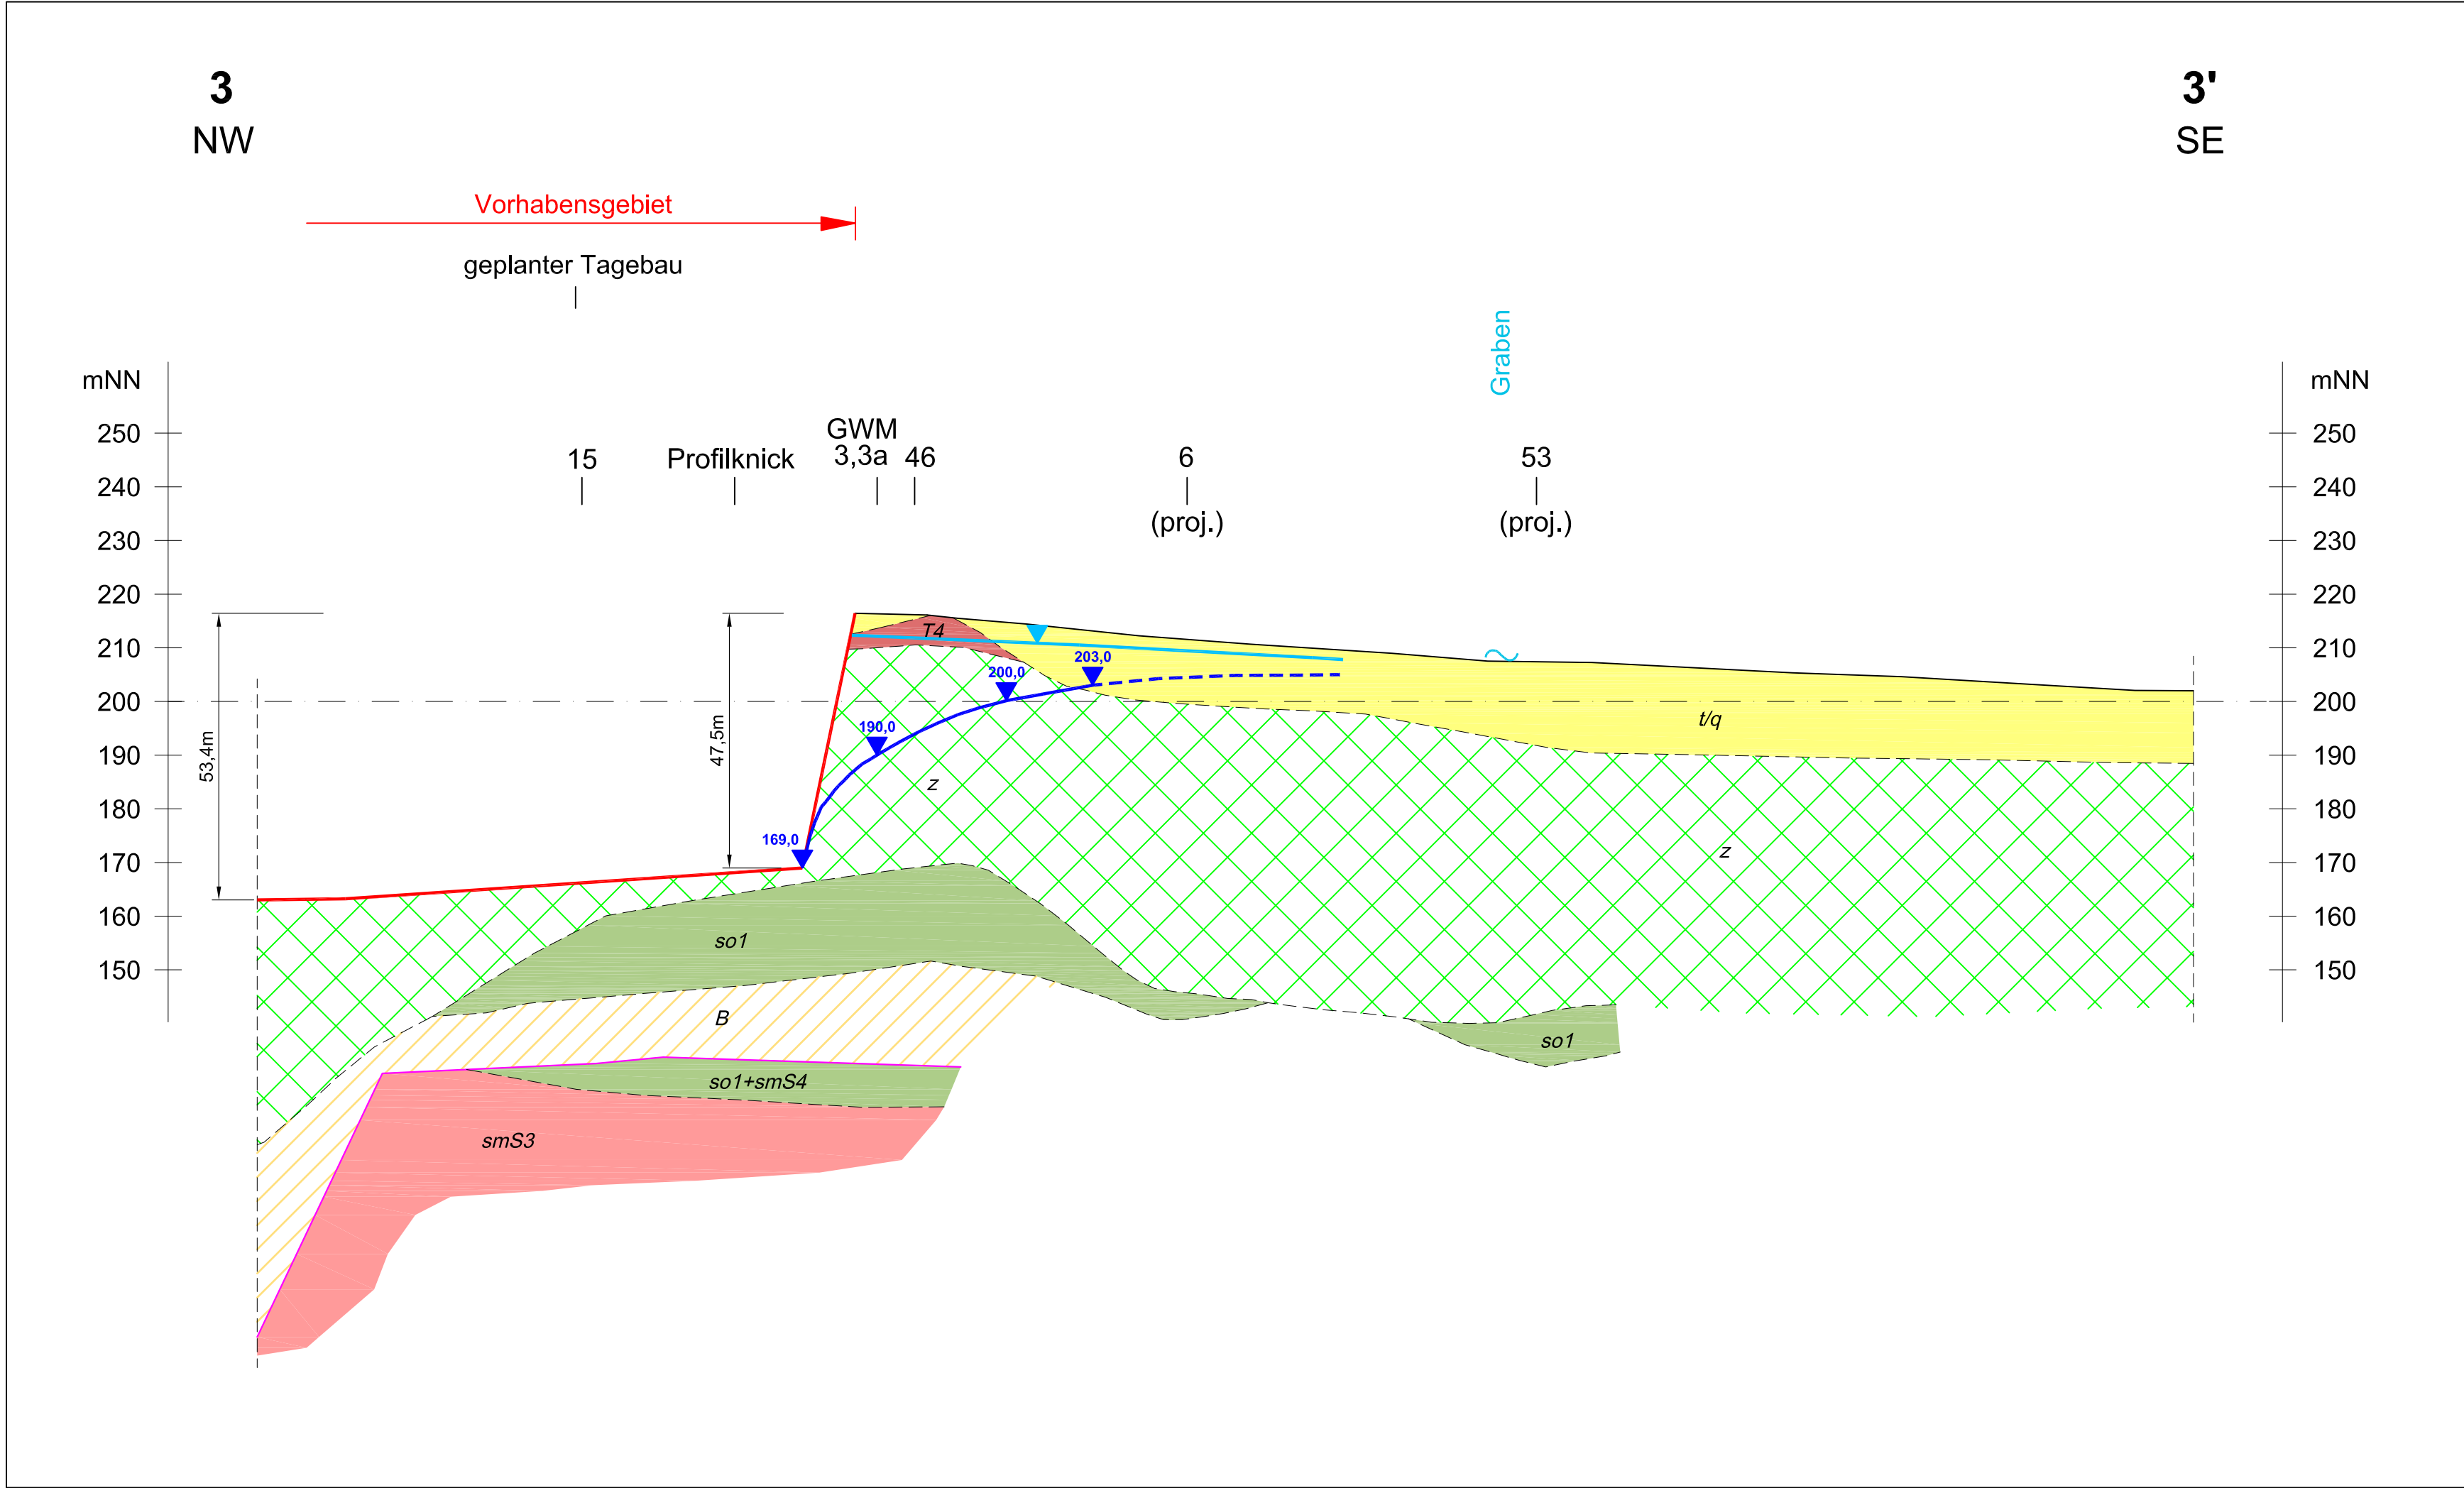 3
3'
NW
SE
Vorhabensgebiet
geplanter Tagebau
Graben
mNN
mNN
GWM
15
Profilknick
3,3a
46
6
53
(proj.)
(proj.)
250
240
230
220
210
200
190
180
170
160
150
250
240
230
220
210
200
190
180
170
160
150
53,4m
47,5m
T4
203,0
200,0
190,0
169,0
t/q
z
z
so1
B
so1
so1+smS4
smS3